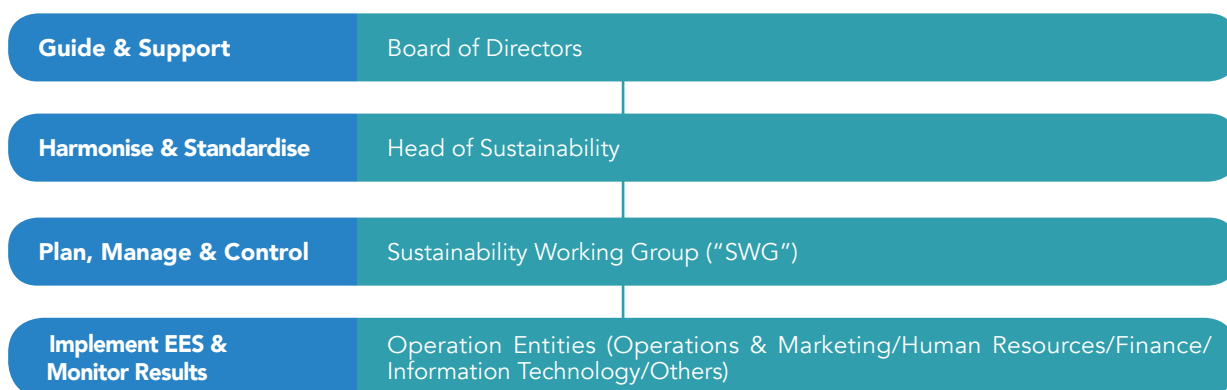 Guide & Support
Board of Directors
Harmonise & Standardise
Head of Sustainability
Plan, Manage & Control
Sustainability Working Group (“SWG”)
Implement EES &
Monitor Results
Operation Entities (Operations & Marketing/Human Resources/Finance/
Information Technology/Others)